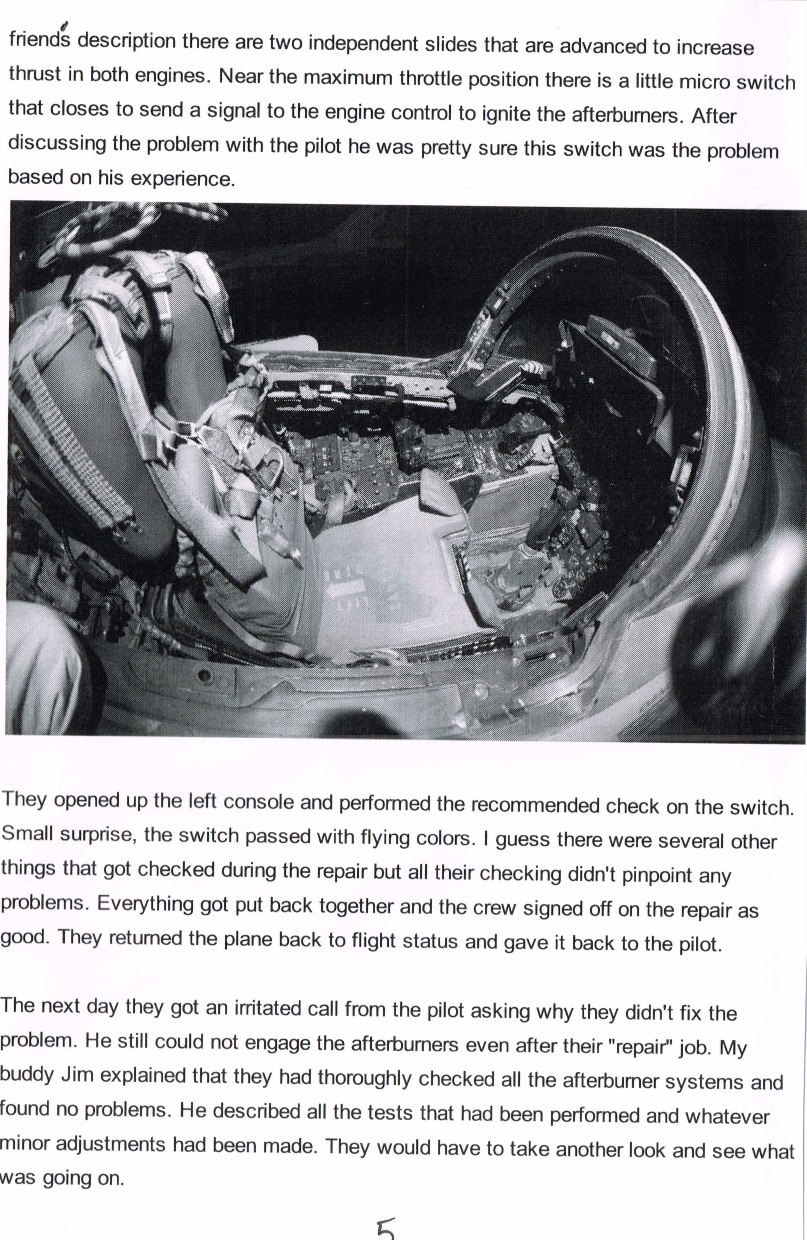 friend's description there are two independent slides that are advanced to increase
thrust in both engines. Near the maximum throttle position there is a little micro switch
that closes to send a signal to the engine control to ignite the afterburners. After
discussing the problem with the pilot he was pretty sure this switch was the problem
based on his experience.
They opened up the left console and performed the recommended check on the switch.
Small surprise, the switch passed with flying colors. I guess there were several other
things that got checked during the repair but all their checking didn't pinpoint any
problems. Everything got put back together and the crew signed off on the repair as
good. They returned the plane back to flight status and gave it back to the pilot.
The next day they got an irritated call from the pilot asking why they didn't fix the
problem. He still could not engage the afterburners even after their "repair" job. My
buddy Jim explained that they had thoroughly checked all the afterburner systems and
found no problems. He described all the tests that had been performed and whatever
minor adjustments had been made. They would have to take another look and see what
was going on.
5